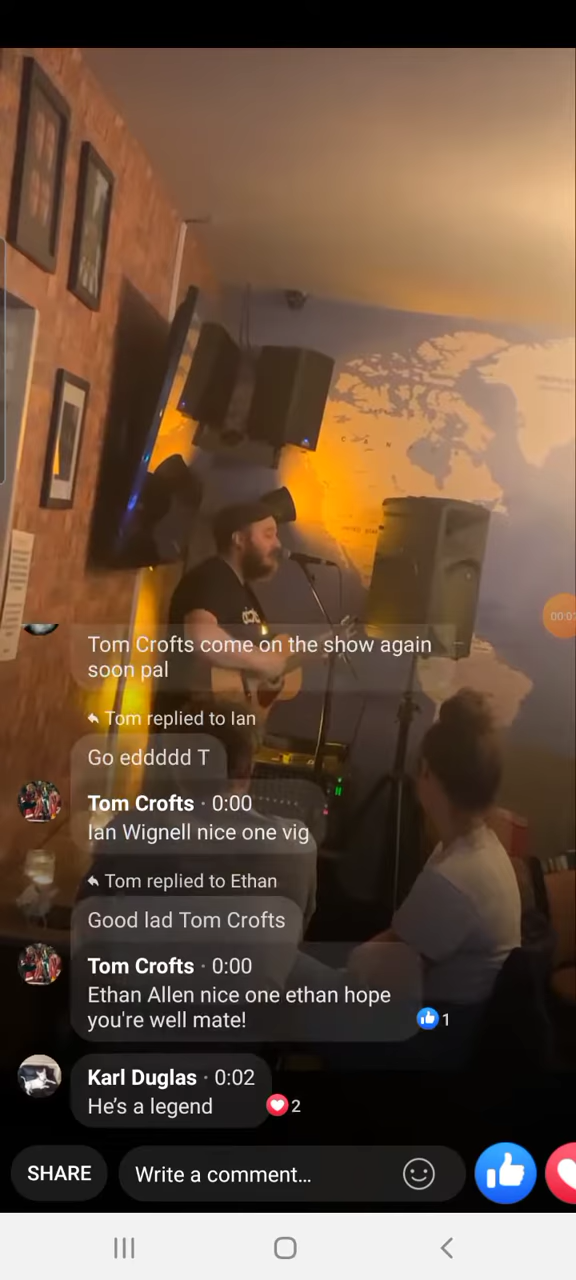 Tom Crofts come on the show again
soon pal
Tom replied to Ian
Go eddddd T
Tom Crofts · 0:00
Ian Wignell nice one vig
Tom replied to Ethan
Good lad Tom Crofts
Tom Crofts · 0:00
Ethan Allen nice one ethan hope
you're well mate!
1
Karl Duglas · 0:02
He's a legend
2
SHARE
Write a comment...